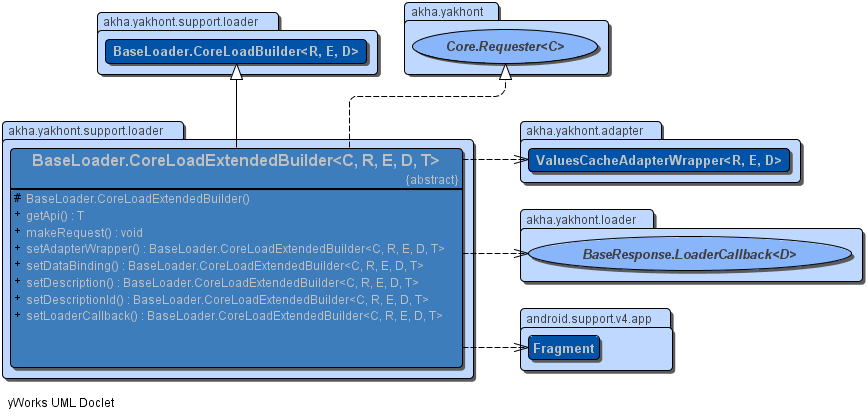 akha.yakhont.support.loader
BaseLoader.CoreLoadBuilder<R, E, D>
akha.yakhont
Core.Requester<C>
akha.yakhont.support.loader
BaseLoader.CoreLoadExtendedBuilder<C, R, E, D, T>
{abstract}
# BaseLoader.CoreLoadExtendedBuilder()
+ getApi() : T
+ makeRequest() : void
+ setAdapterWrapper() : BaseLoader.CoreLoadExtendedBuilder<C, R, E, D, T>
+ setDataBinding() : BaseLoader.CoreLoadExtendedBuilder<C, R, E, D, T>
+ setDescription() : BaseLoader.CoreLoadExtendedBuilder<C, R, E, D, T>
+ setDescriptionId() : BaseLoader.CoreLoadExtendedBuilder<C, R, E, D, T>
+ setLoaderCallback() : BaseLoader.CoreLoadExtendedBuilder<C, R, E, D, T>
akha.yakhont.adapter
ValuesCacheAdapterWrapper<R, E, D>
akha.yakhont.loader
BaseResponse.LoaderCallback<D>
android.support.v4.app
Fragment
yWorks UML Doclet